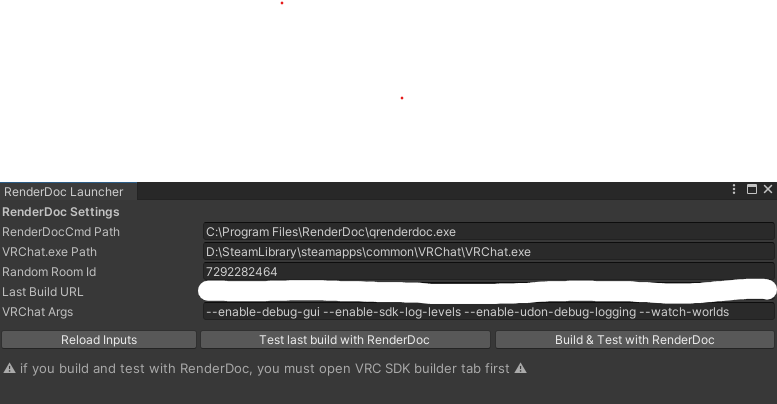 RenderDoc Launcher
RenderDoc Settings
RenderDocCmd Path C:\Program Files\RenderDoc\qrenderdoc.exe
VRChat.exe Path D:\SteamLibrary\steamapps\common\VRChat\VRChat.exe
Random Room Id 7292282464
Last Build URL
VRChat Args --enable-debug-gui --enable-sdk-log-levels --enable-udon-debug-logging --watch-worlds
Reload Inputs Test last build with RenderDoc Build & Test with RenderDoc
⚠ if you build and test with RenderDoc, you must open VRC SDK builder tab first ⚠